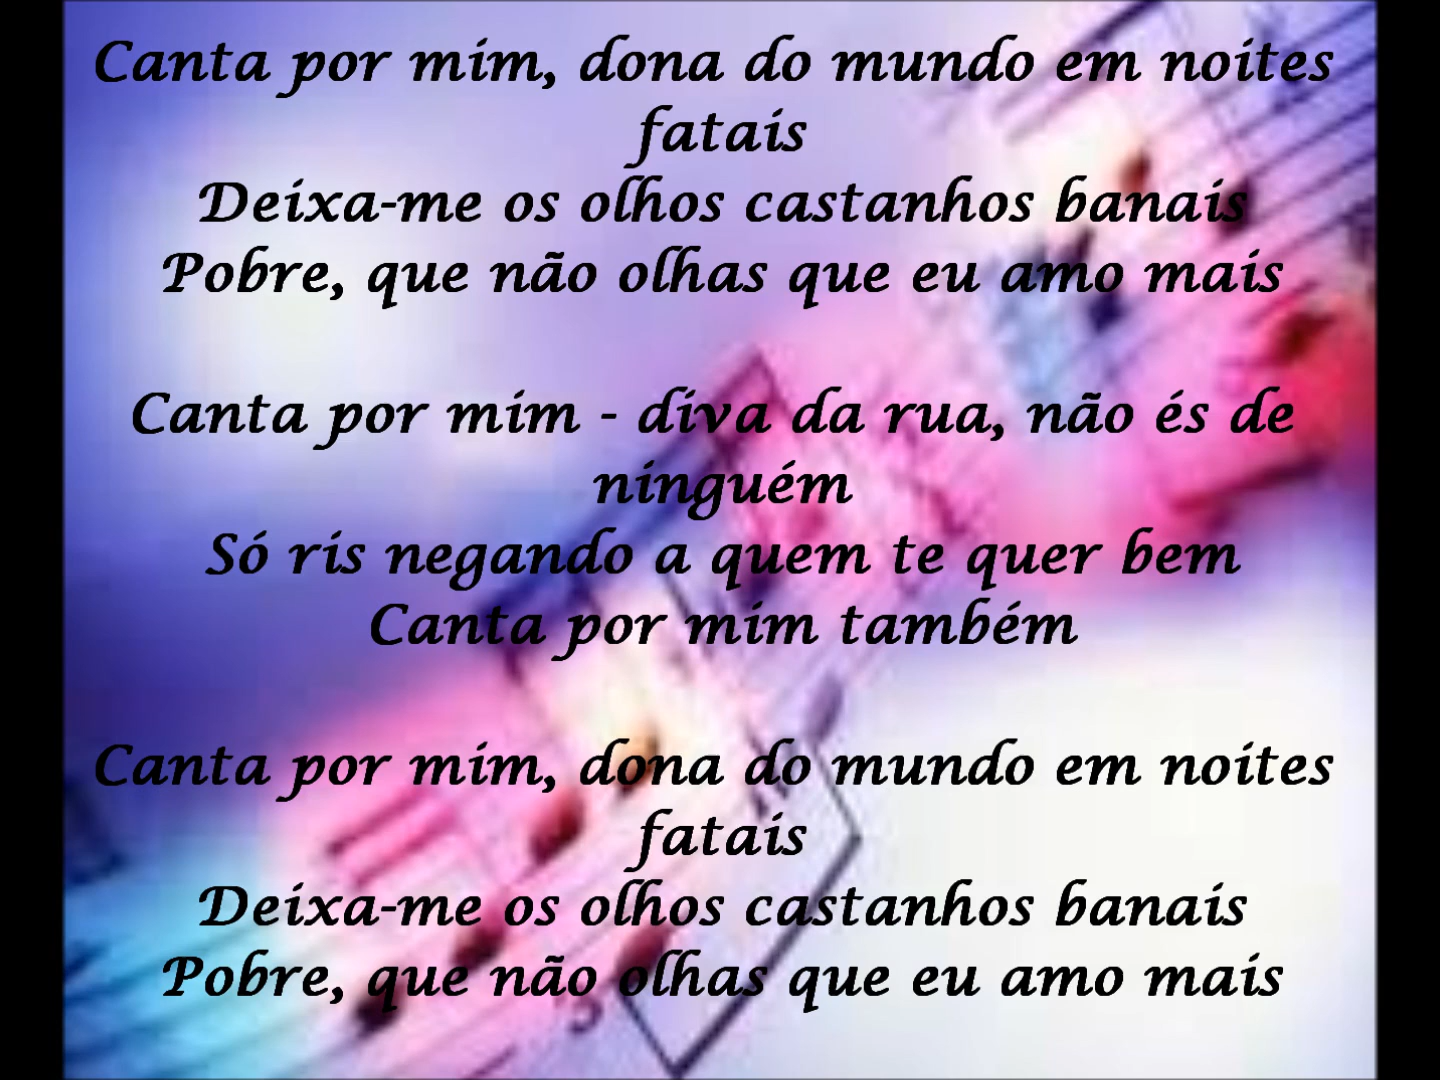 Canta por mim, dona do mundo em noites
fatais
Deixa-me os olhos castanhos banais
Pobre, que não olhas que eu amo mais
Canta por mim - diva da rua, não és de
ninguém
Só ris negando a quem te quer bem
Canta por mim também
Canta por mim, dona do mundo em noites
fatais
Deixa-me os olhos castanhos banais
Pobre, que não olhas que eu amo mais